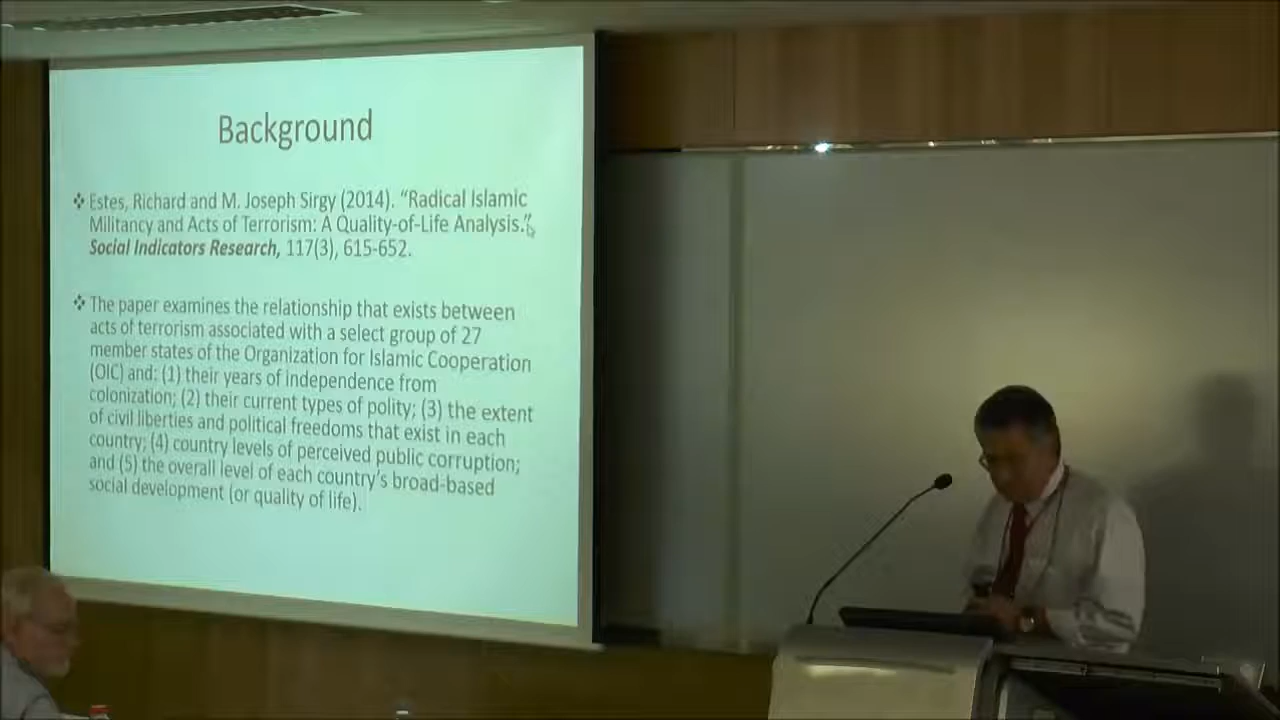 Background
❖ Estes, Richard and M. Joseph Sirgy (2014). “Radical Islamic
Militancy and Acts of Terrorism: A Quality-of-Life Analysis.”
Social Indicators Research, 117(3), 615-652.
❖ The paper examines the relationship that exists between
acts of terrorism associated with a select group of 27
member states of the Organization for Islamic Cooperation
(OIC) and: (1) their years of independence from
colonization; (2) their current types of polity; (3) the extent
of civil liberties and political freedoms that exist in each
country; (4) country levels of perceived public corruption;
and (5) the overall level of each country’s broad-based
social development (or quality of life).